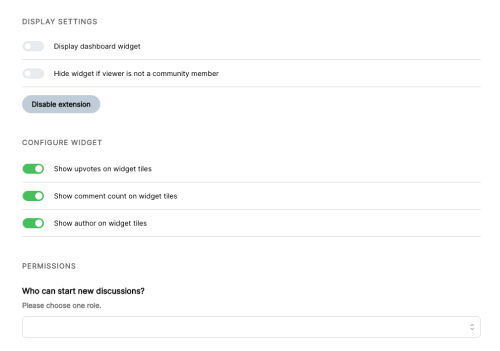 DISPLAY SETTINGS
Display dashboard widget
Hide widget if viewer is not a community member
Disable extension
CONFIGURE WIDGET
Show upvotes on widget tiles
Show comment count on widget tiles
Show author on widget tiles
PERMISSIONS
Who can start new discussions?
Please choose one role.